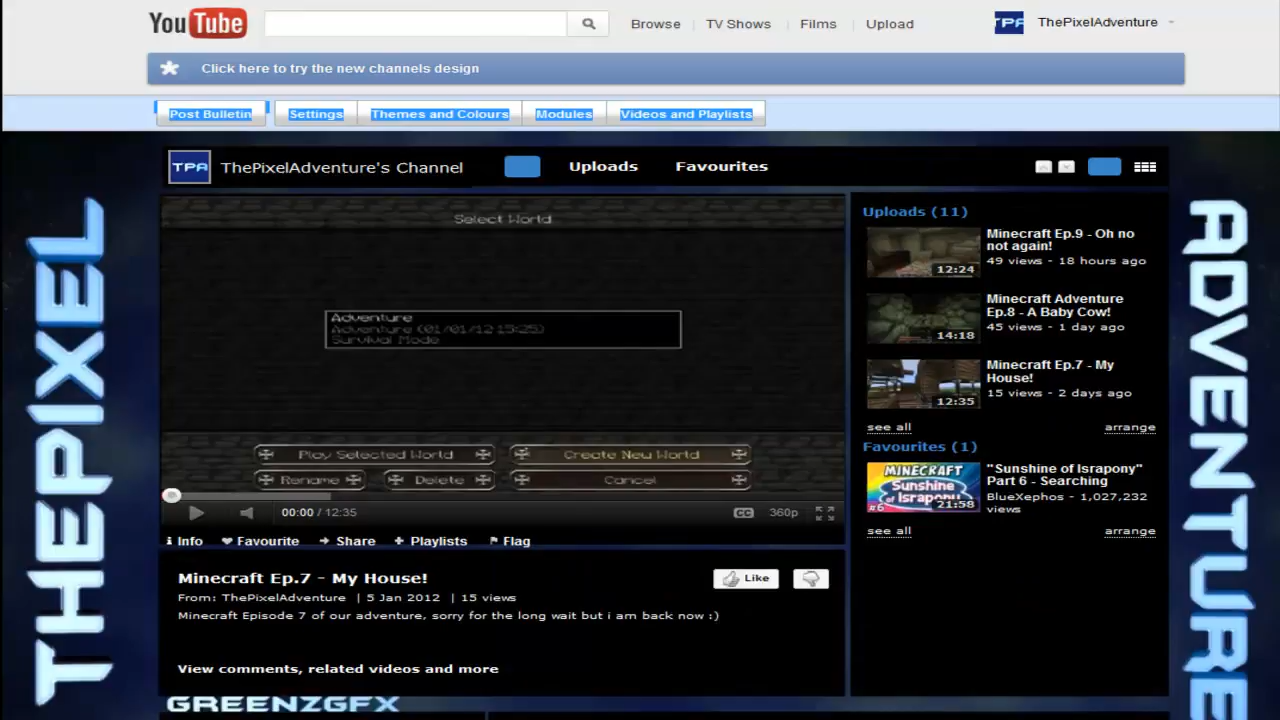 YouTube
Browse TV Shows Films Upload
TPA ThePixelAdventure
Click here to try the new channels design
Post Bulletin Settings Themes and Colours Modules Videos and Playlists
TPA ThePixelAdventure's Channel Uploads Favourites
THEPIXEL
Select World
Adventure
Adventure (01/01/12 15:25)
Survival Mode
Play Selected World Create New World
Rename Delete Cancel
00:00 / 12:35 CC 360p
Info Favourite Share Playlists Flag
Minecraft Ep.7 - My House!
Like
From: ThePixelAdventure | 5 Jan 2012 | 15 views
Minecraft Episode 7 of our adventure, sorry for the long wait but i am back now :)
View comments, related videos and more
GREENZGFX
Uploads (11)
Minecraft Ep.9 - Oh no
not again!
49 views - 18 hours ago
12:24
Minecraft Adventure
Ep.8 - A Baby Cow!
45 views - 1 day ago
14:18
Minecraft Ep.7 - My
House!
15 views - 2 days ago
12:35
see all arrange
Favourites (1)
MINECRAFT
Sunshine
of Israpony
#6 21:58
"Sunshine of Israpony"
Part 6 - Searching
BlueXephos - 1,027,232
views
see all arrange
ADVENTURE